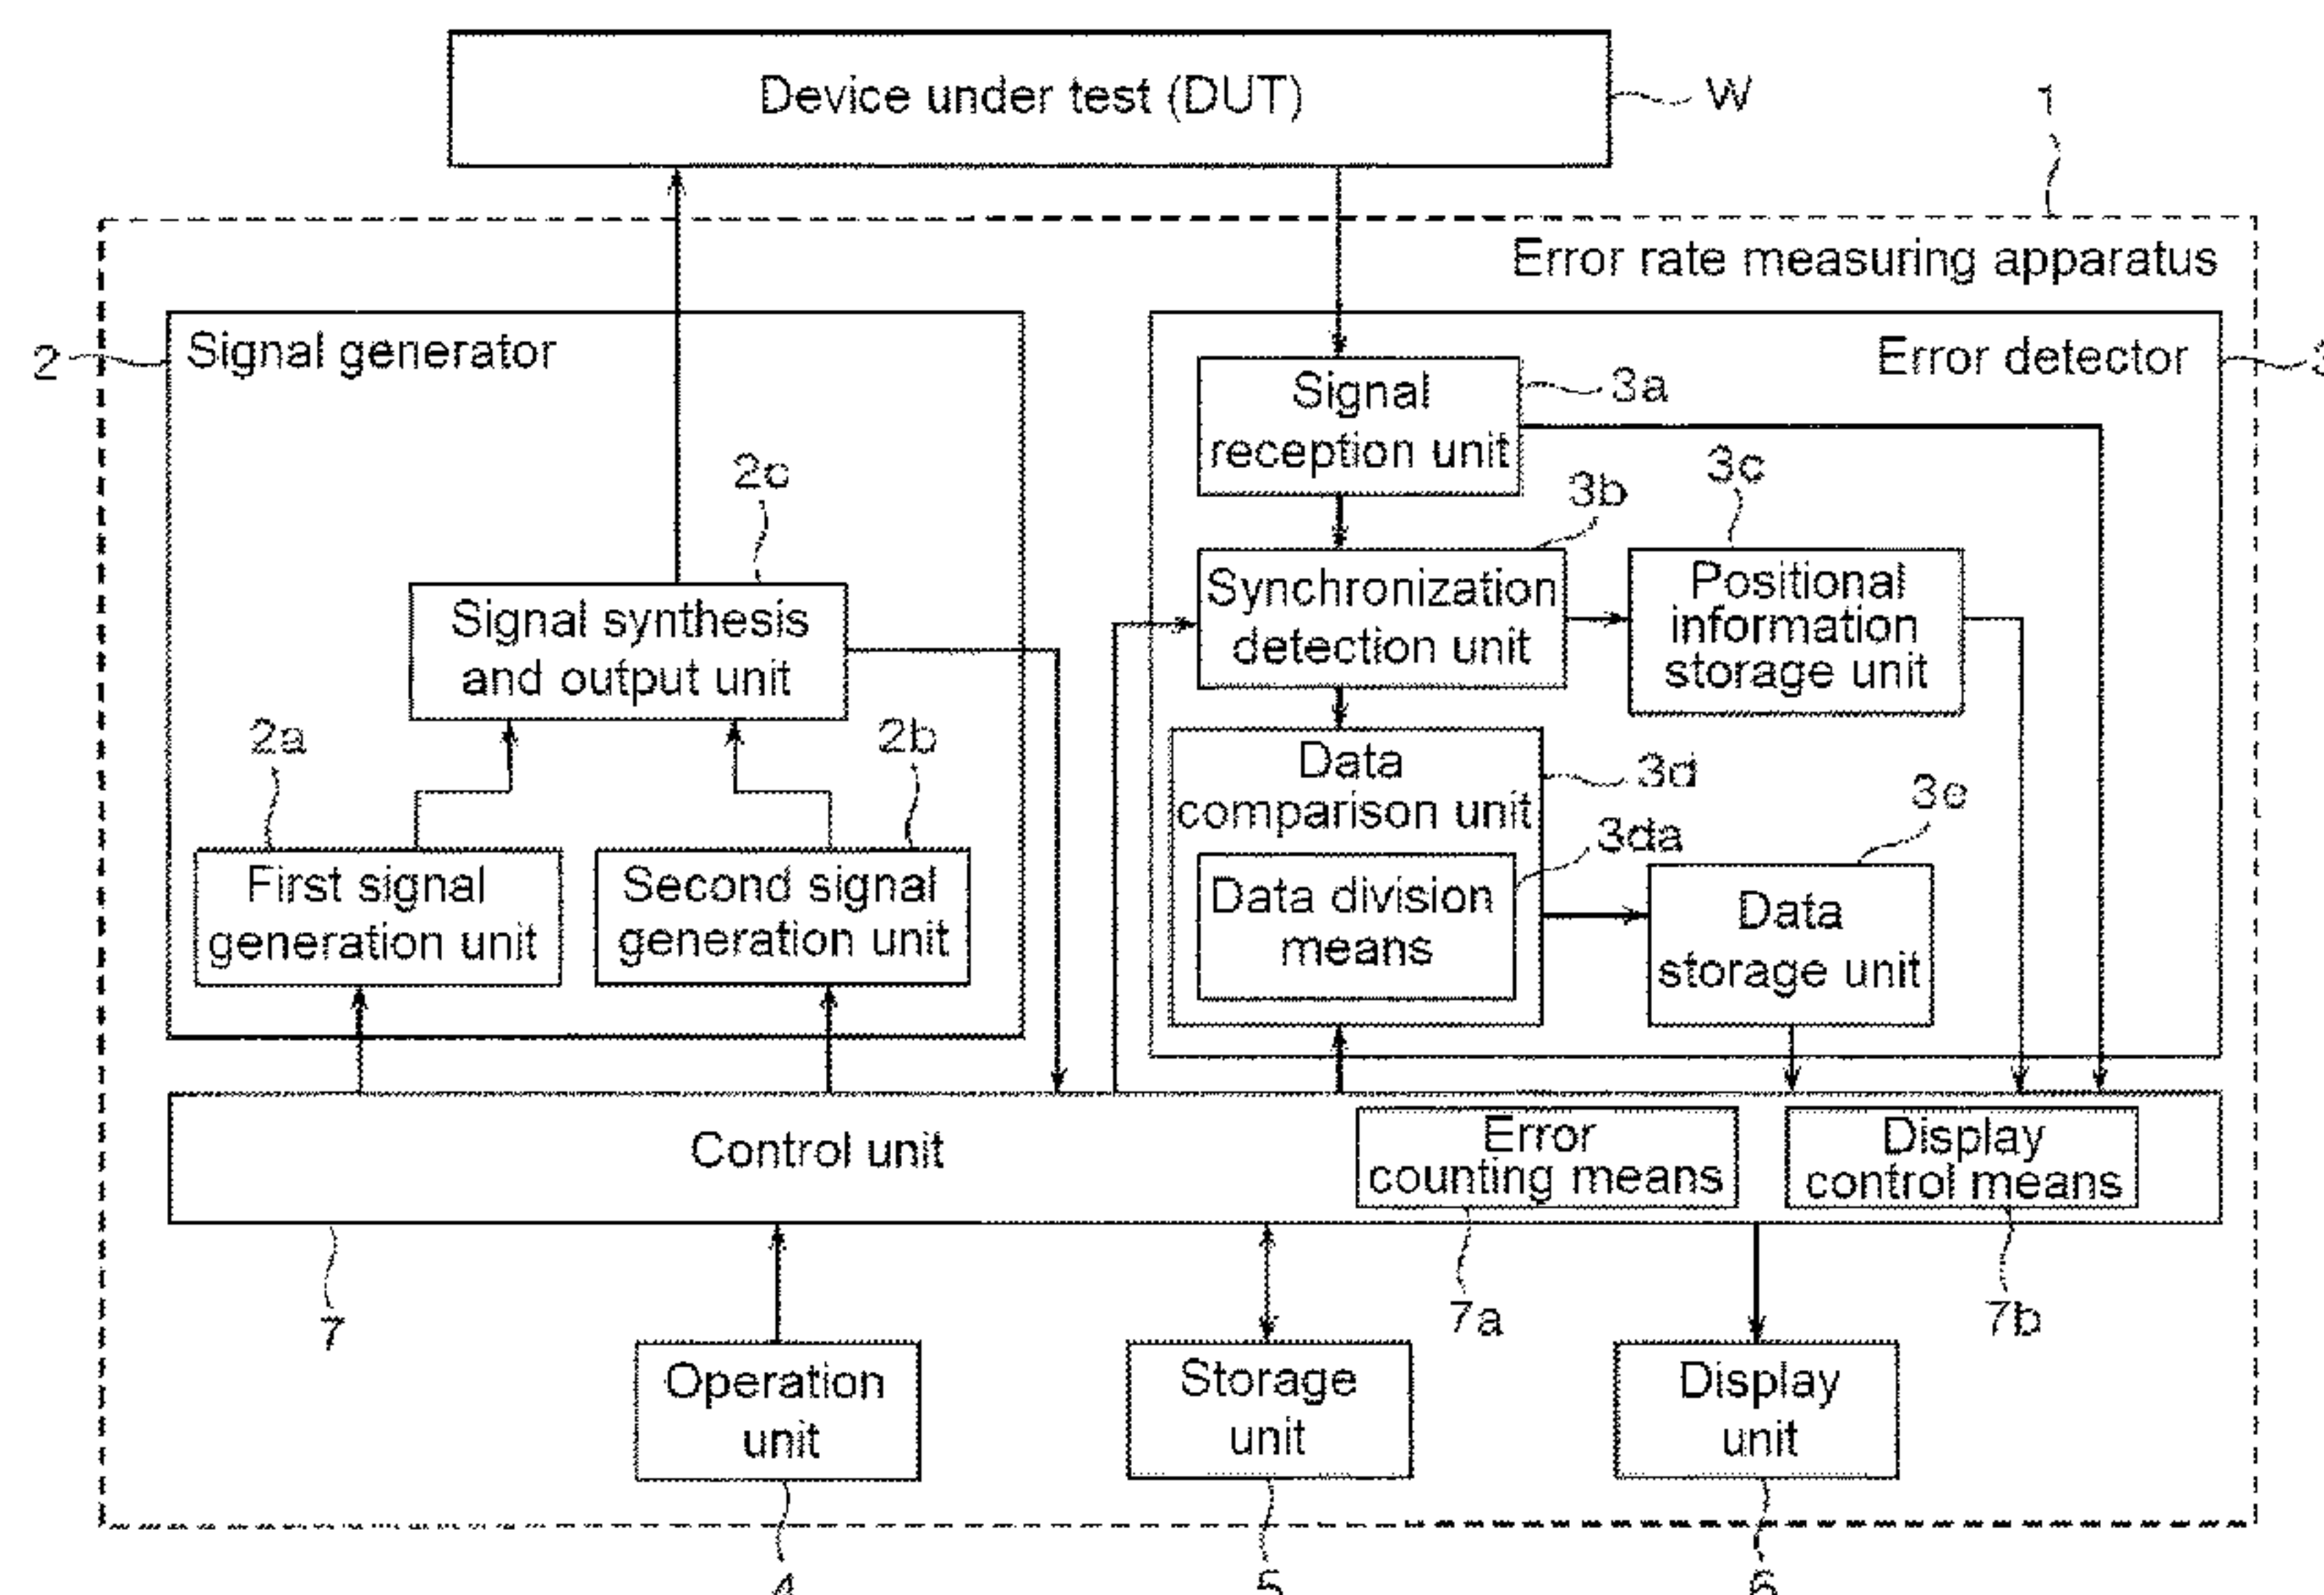 Device under test (DUT)
W
1
Error rate measuring apparatus
2
Signal generator
Error detector
3
Signal
reception unit
3a
2c
3b
3c
Signal synthesis
and output unit
Synchronization
detection unit
Positional
information
storage unit
2a
2b
Data
comparison unit
3d
3da
3e
First signal
generation unit
Second signal
generation unit
Data division
means
Data
storage unit
Control unit
Error
counting means
Display
control means
7
7a
7b
Operation
unit
Storage
unit
Display
unit
4
5
6